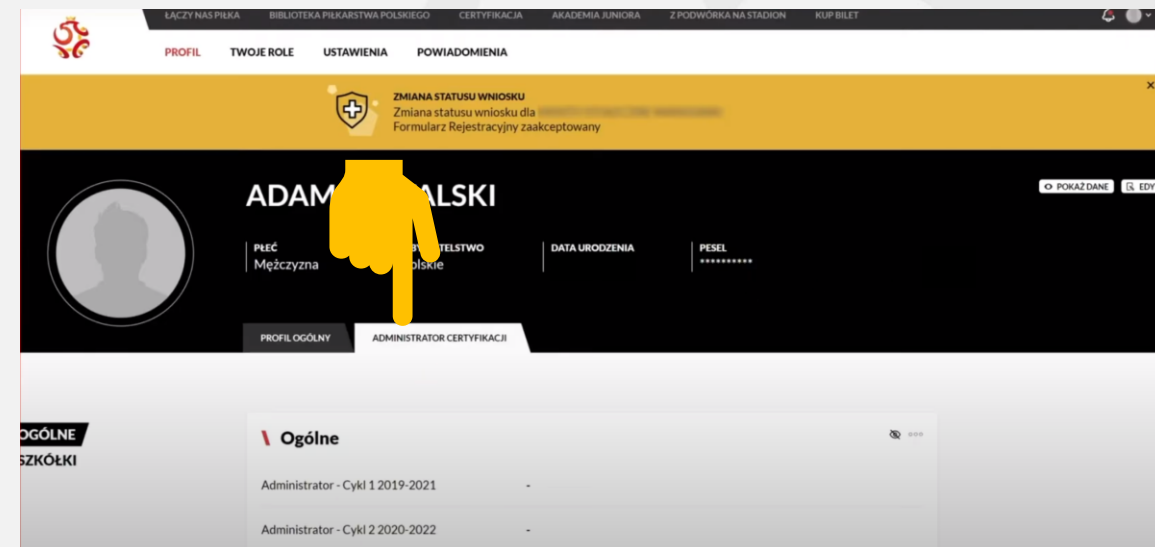 ŁĄCZY NAS PIŁKA BIBLIOTEKA PIŁKARSTWA POLSKIEGO CERTYFIKACJA AKADEMIA JUNIORA Z PODWÓRKA NA STADION KUP BILET
PROFIL TWOJE ROLE USTAWIENIA POWIADOMIENIA
ZMIANA STATUSU WNIOSKU
Zmiana statusu wniosku dla
Formularz Rejestracyjny zaakceptowany
ADAM ALSKI
POKAŻ DANE EDY
PŁEĆ TELSTWO DATA URODZENIA PESEL
Mężczyzna olskie **********
PROFIL OGÓLNY ADMINISTRATOR CERTYFIKACJI
OGÓLNE
SZKÓŁKI
Ogólne
Administrator - Cykl 1 2019-2021 -
Administrator - Cykl 2 2020-2022 -